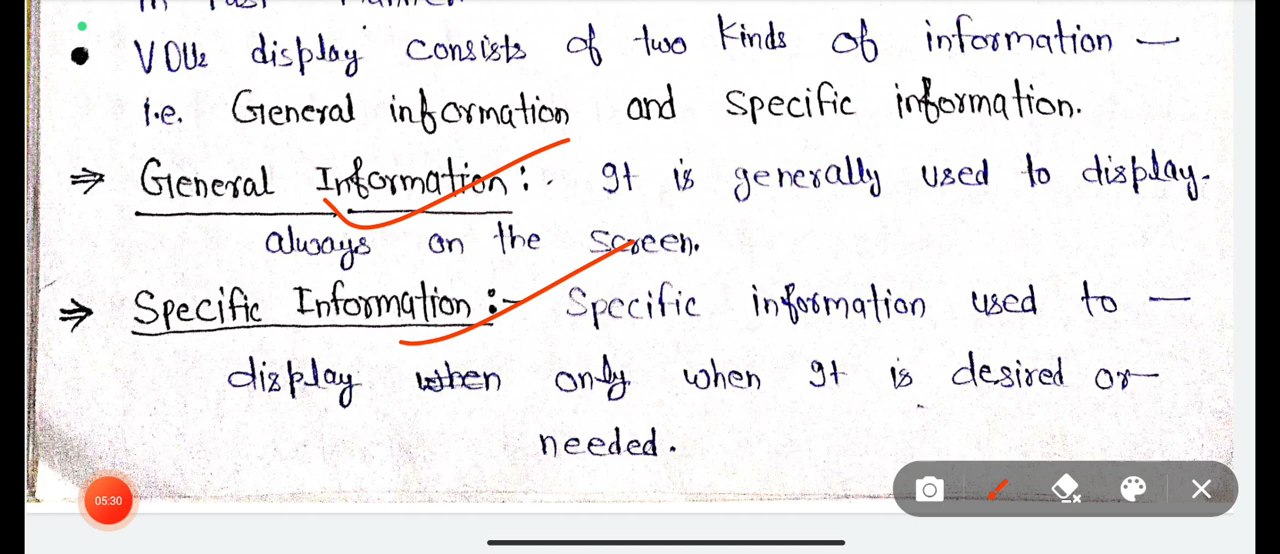 • VDUs display consists of two kinds of information —
i.e. General information and specific information.
⇒ General Information :- It is generally used to display.
always on the screen.
⇒ Specific Information :- Specific information used to —
display when only when It is desired or—
needed.
05:30